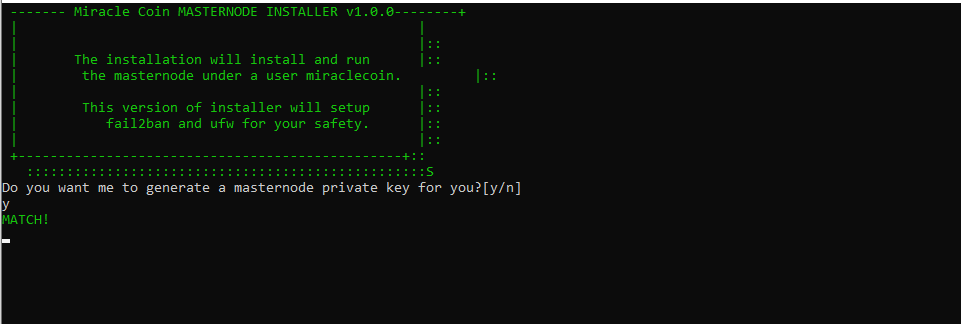 ------- Miracle Coin MASTERNODE INSTALLER v1.0.0--------+
|                                                  |
|                                                  |::
|       The installation will install and run      |::
|        the masternode under a user miraclecoin.         |::
|                                                  |::
|        This version of installer will setup      |::
|           fail2ban and ufw for your safety.      |::
|                                                  |::
+------------------------------------------------+::
::::::::::::::::::::::::::::::::::::::::::::::::::S
Do you want me to generate a masternode private key for you?[y/n]
y
MATCH!